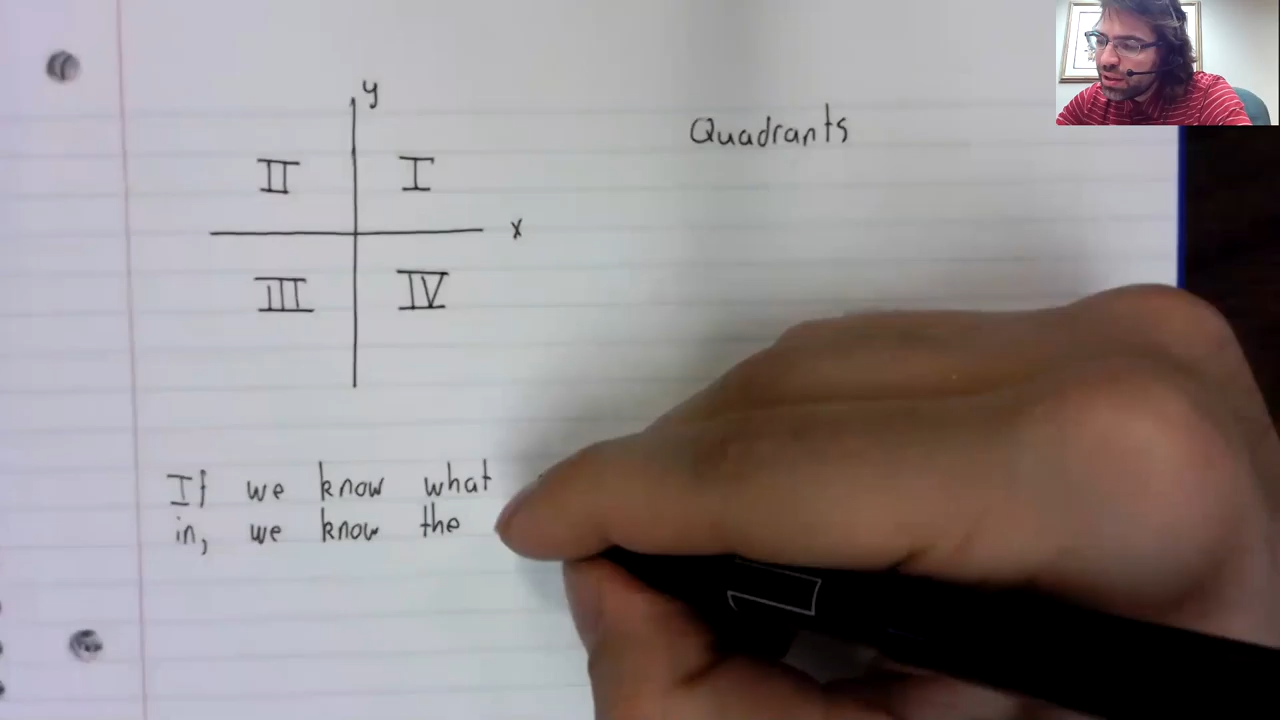 y
Quadrants
II I
x
III IV
If we know what
in, we know the